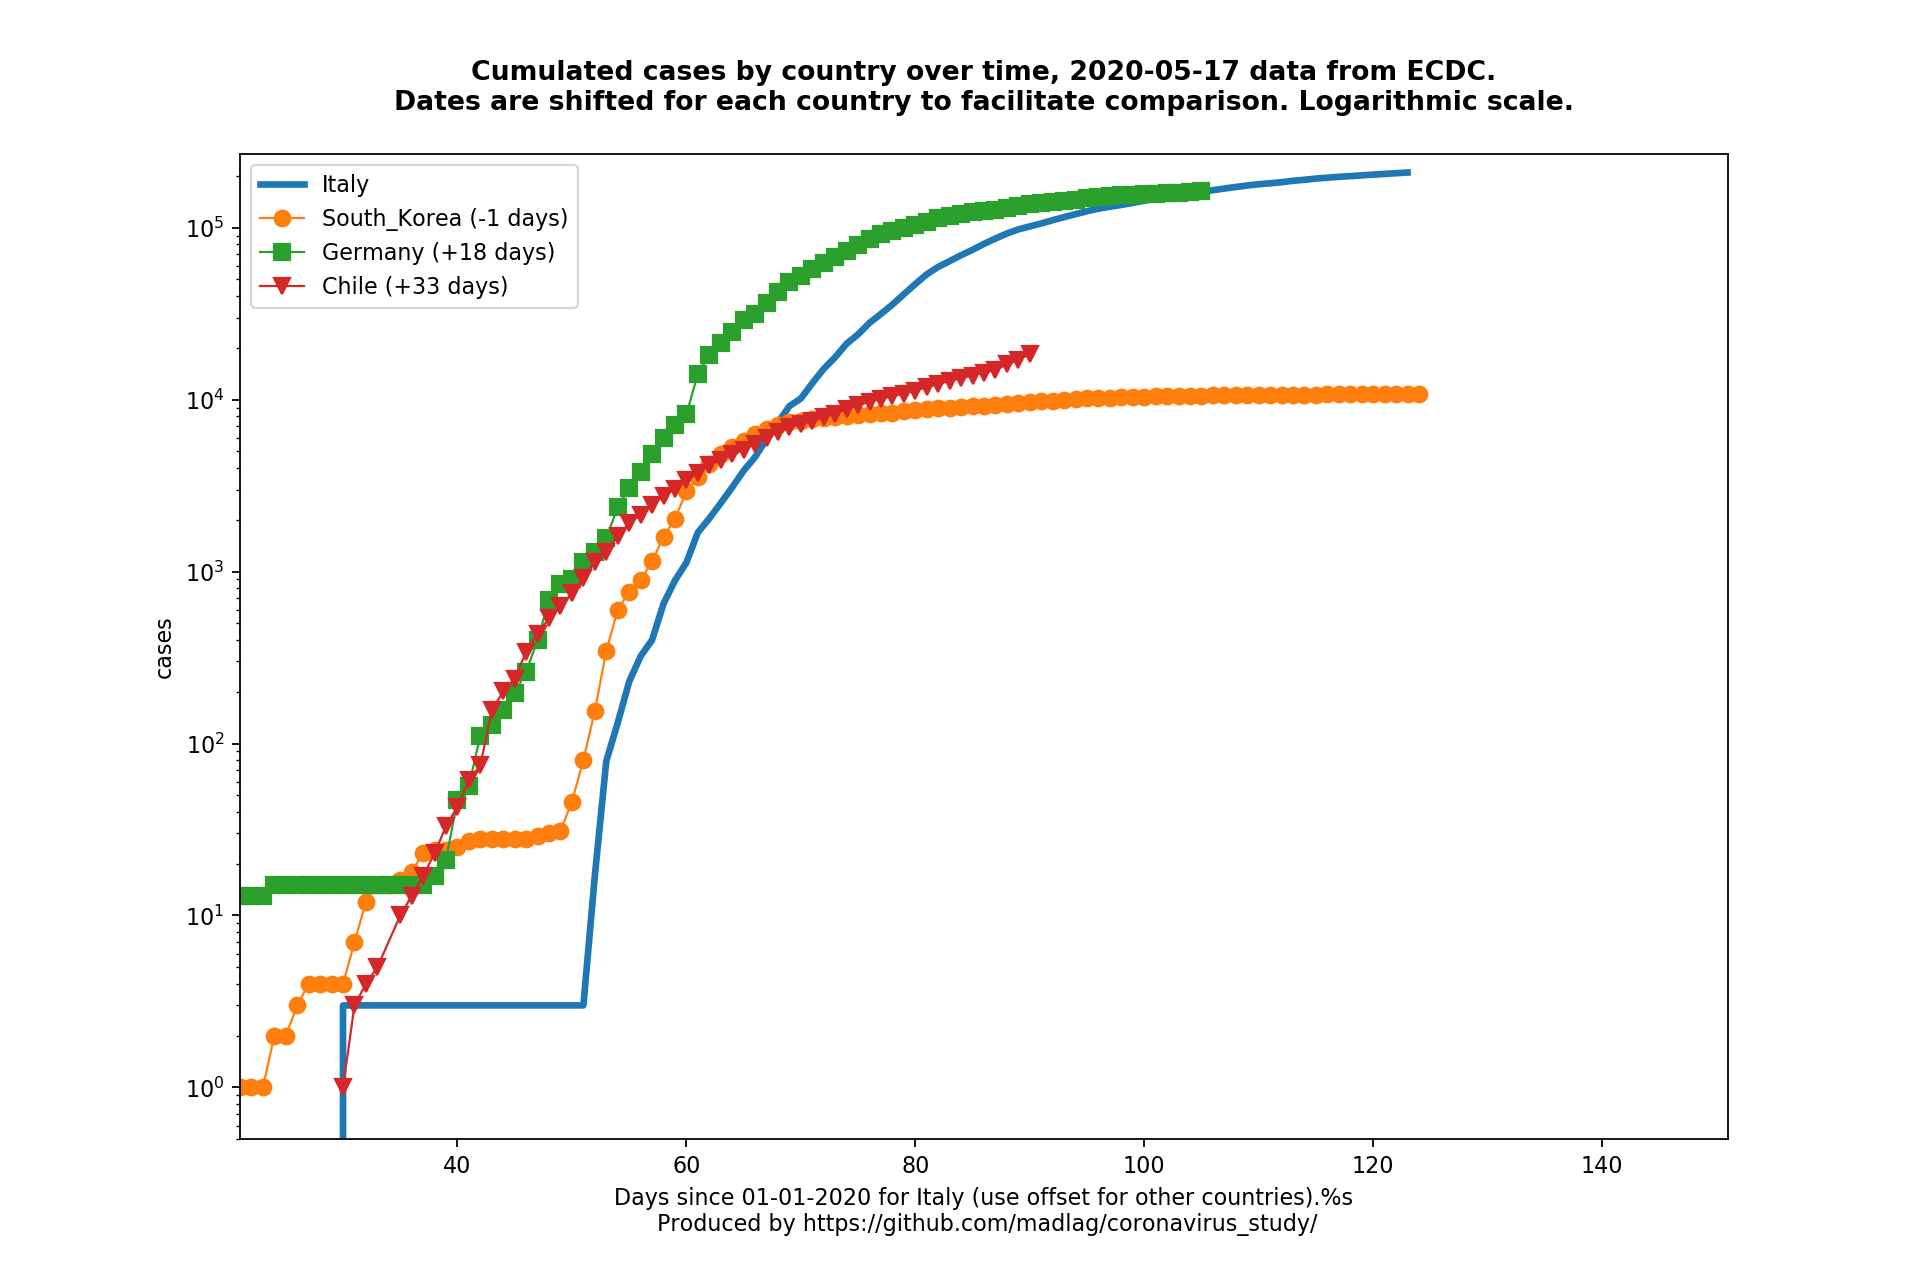 Cumulated cases by country over time, 2020-05-17 data from ECDC.
Dates are shifted for each country to facilitate comparison. Logarithmic scale.
Italy
South_Korea (-1 days)
Germany (+18 days)
Chile (+33 days)
10^5
10^4
10^3
10^2
10^1
10^0
cases
40 60 80 100 120 140
Days since 01-01-2020 for Italy (use offset for other countries).%s
Produced by https://github.com/madlag/coronavirus_study/